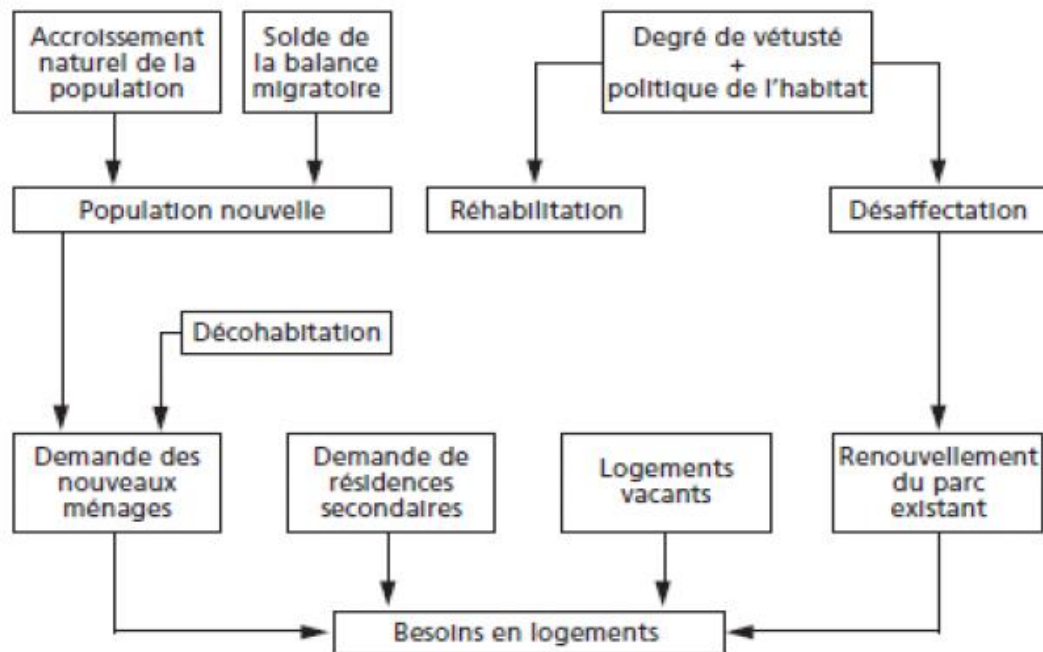 Accroissement
naturel de la
population
Solde de
la balance
migratoire
Degré de vétusté
+
politique de l'habitat
Population nouvelle
Réhabilitation
Désaffectation
Décohabitation
Demande des
nouveaux
ménages
Demande de
résidences
secondaires
Logements
vacants
Renouvellement
du parc
existant
Besoins en logements